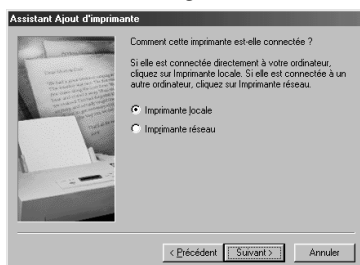 Assistant Ajout d'imprimante
Comment cette imprimante est-elle connectée ?
Si elle est connectée directement à votre ordinateur,
cliquez sur Imprimante locale. Si elle est connectée à un
autre ordinateur, cliquez sur Imprimante réseau.
Imprimante locale
Imprimante réseau
< Précédent
Suivant >
Annuler